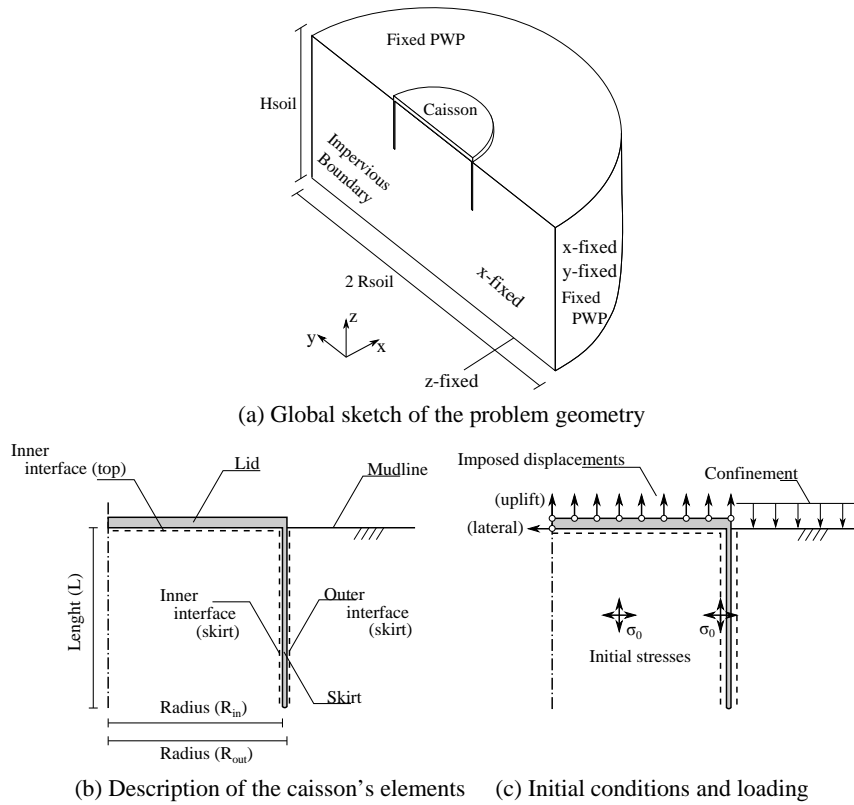 Fixed PWP
Hsoil
Caisson
Impervious
Boundary
x-fixed
y-fixed
Fixed
PWP
x-fixed
2 Rsoil
z
y
x
z-fixed
(a) Global sketch of the problem geometry
Inner
interface (top)
Lid
Mudline
Lenght (L)
Inner
interface
(skirt)
Outer
interface
(skirt)
Skirt
Radius (Rin)
Radius (Rout)
(b) Description of the caisson's elements
Imposed displacements
Confinement
(uplift)
(lateral)
σ0
σ0
Initial stresses
(c) Initial conditions and loading